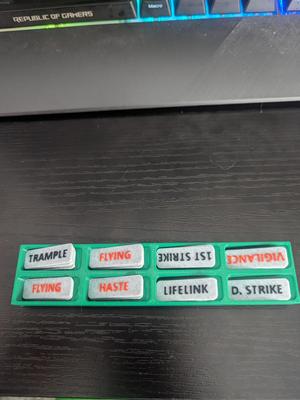 REPUBLIC OF GAMERS
Macro
TRAMPLE
FLYING
1ST STRIKE
VIGILANCE
FLYING
HASTE
LIFELINK
D. STRIKE